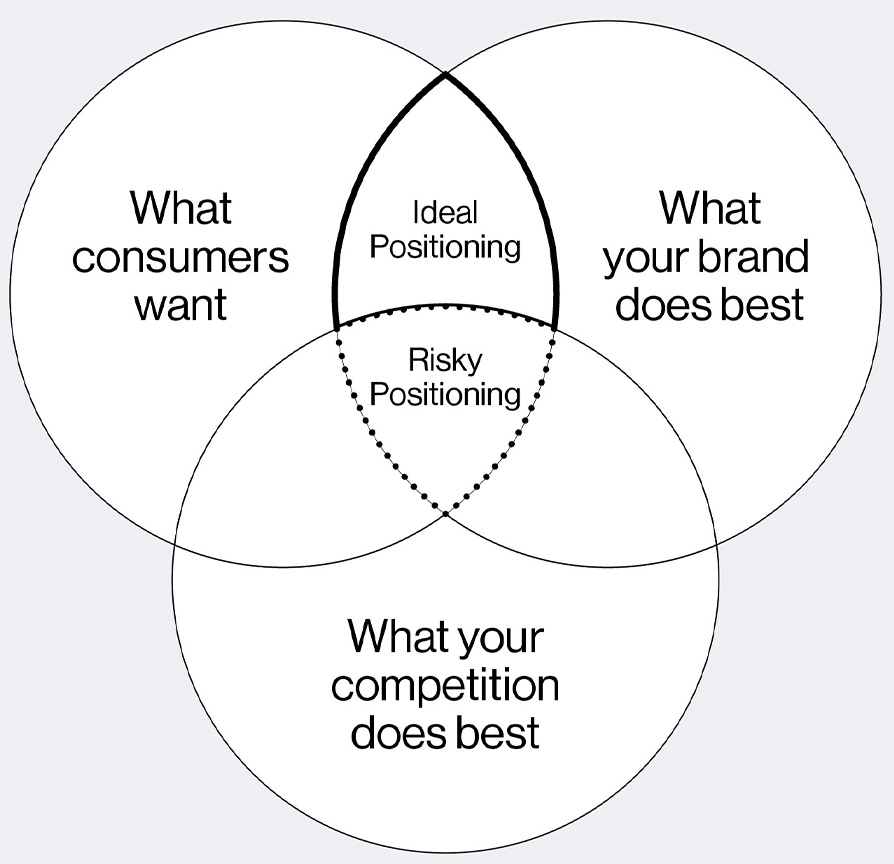 What
consumers
want
Ideal
Positioning
What
your brand
does best
Risky
Positioning
What your
competition
does best